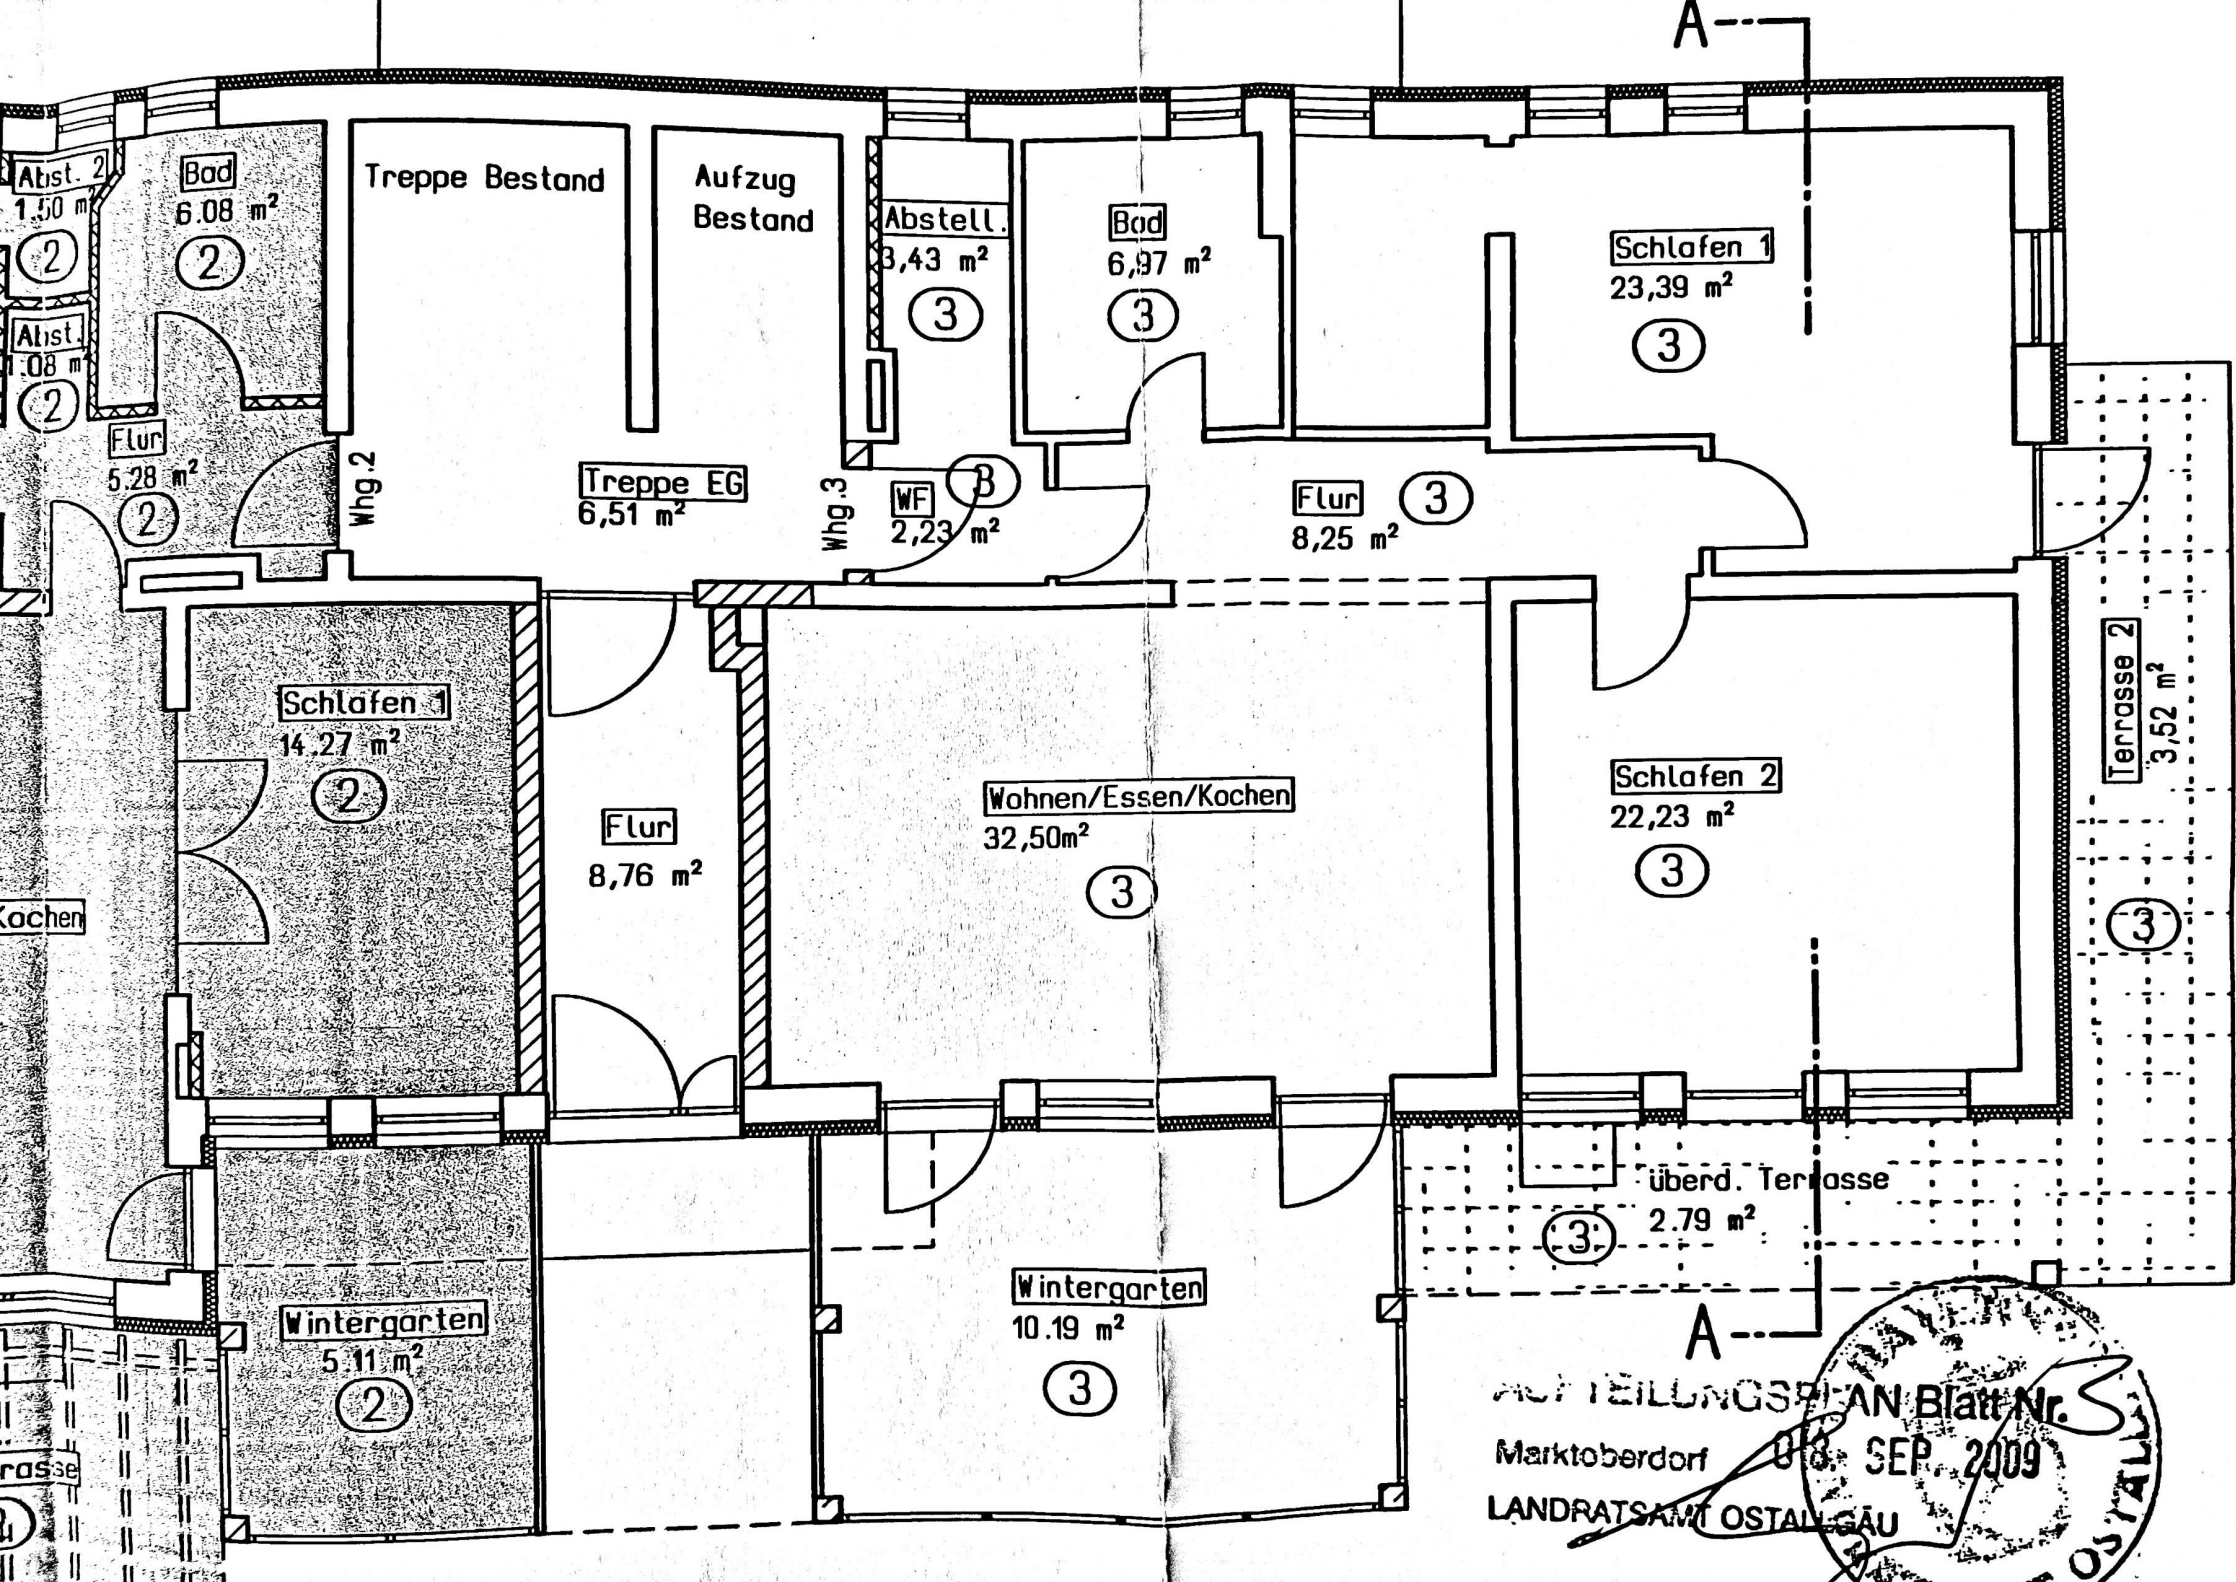 A
Abst. 2
1.50 m²
2
Bad
6.08 m²
2
Treppe Bestand
Aufzug
Bestand
Abstell.
3,43 m²
3
Bad
6,97 m²
3
Schlafen 1
23,39 m²
3
Abst.
1.08 m²
2
Flur
5.28 m²
2
Whg.2
Treppe EG
6,51 m²
Whg.3
WF
2,23 m²
3
Flur
8,25 m²
3
Schlafen 1
14.27 m²
2
Flur
8,76 m²
Wohnen/Essen/Kochen
32,50m²
3
Schlafen 2
22,23 m²
3
Terrasse 2
3,52 m²
3
Kochen
überd. Terrasse
2.79 m²
3
Wintergarten
5.11 m²
2
Wintergarten
10.19 m²
3
A
rasse
AUFTEILUNGSPLAN Blatt Nr. 5
Marktoberdorf 08. SEP. 2009
LANDRATSAMT OSTALLGÄU
OSTALL